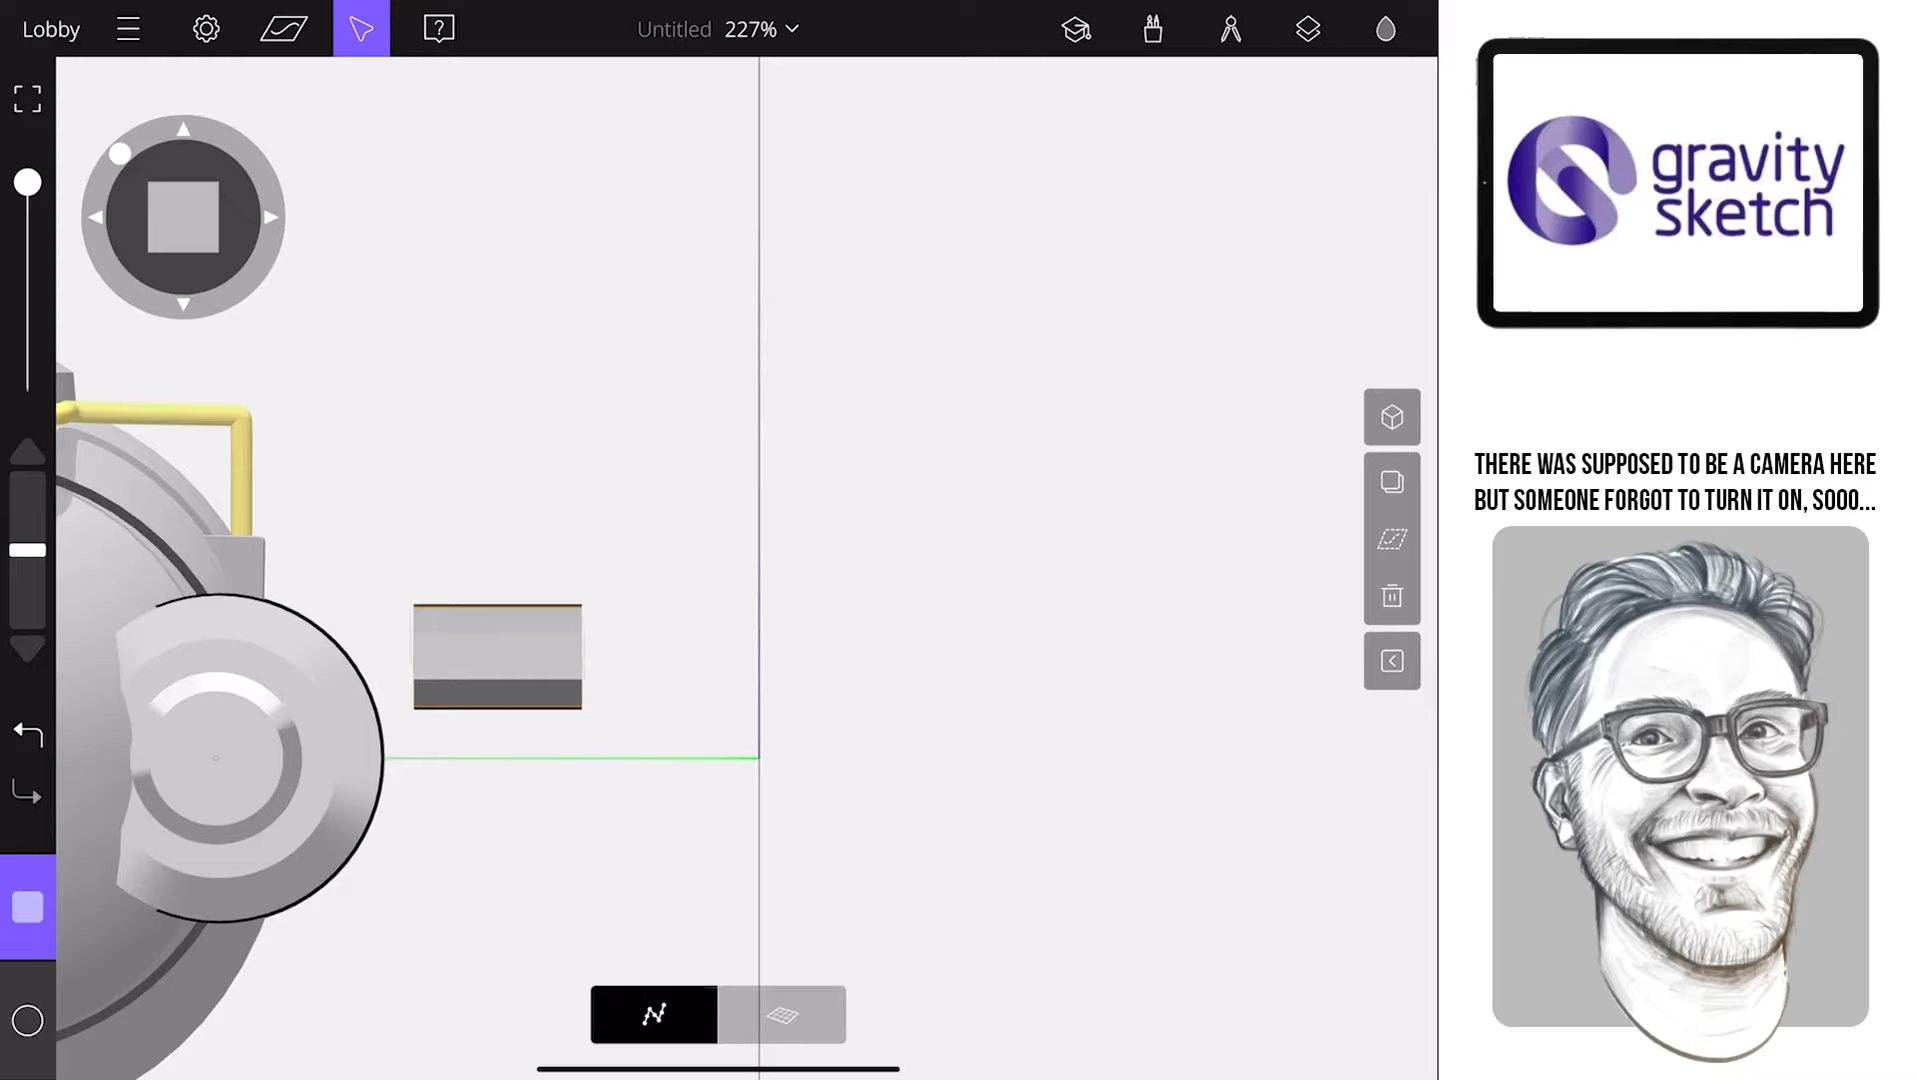 Lobby
Untitled 227%
gravity
sketch
THERE WAS SUPPOSED TO BE A CAMERA HERE
BUT SOMEONE FORGOT TO TURN IT ON, SOOO...